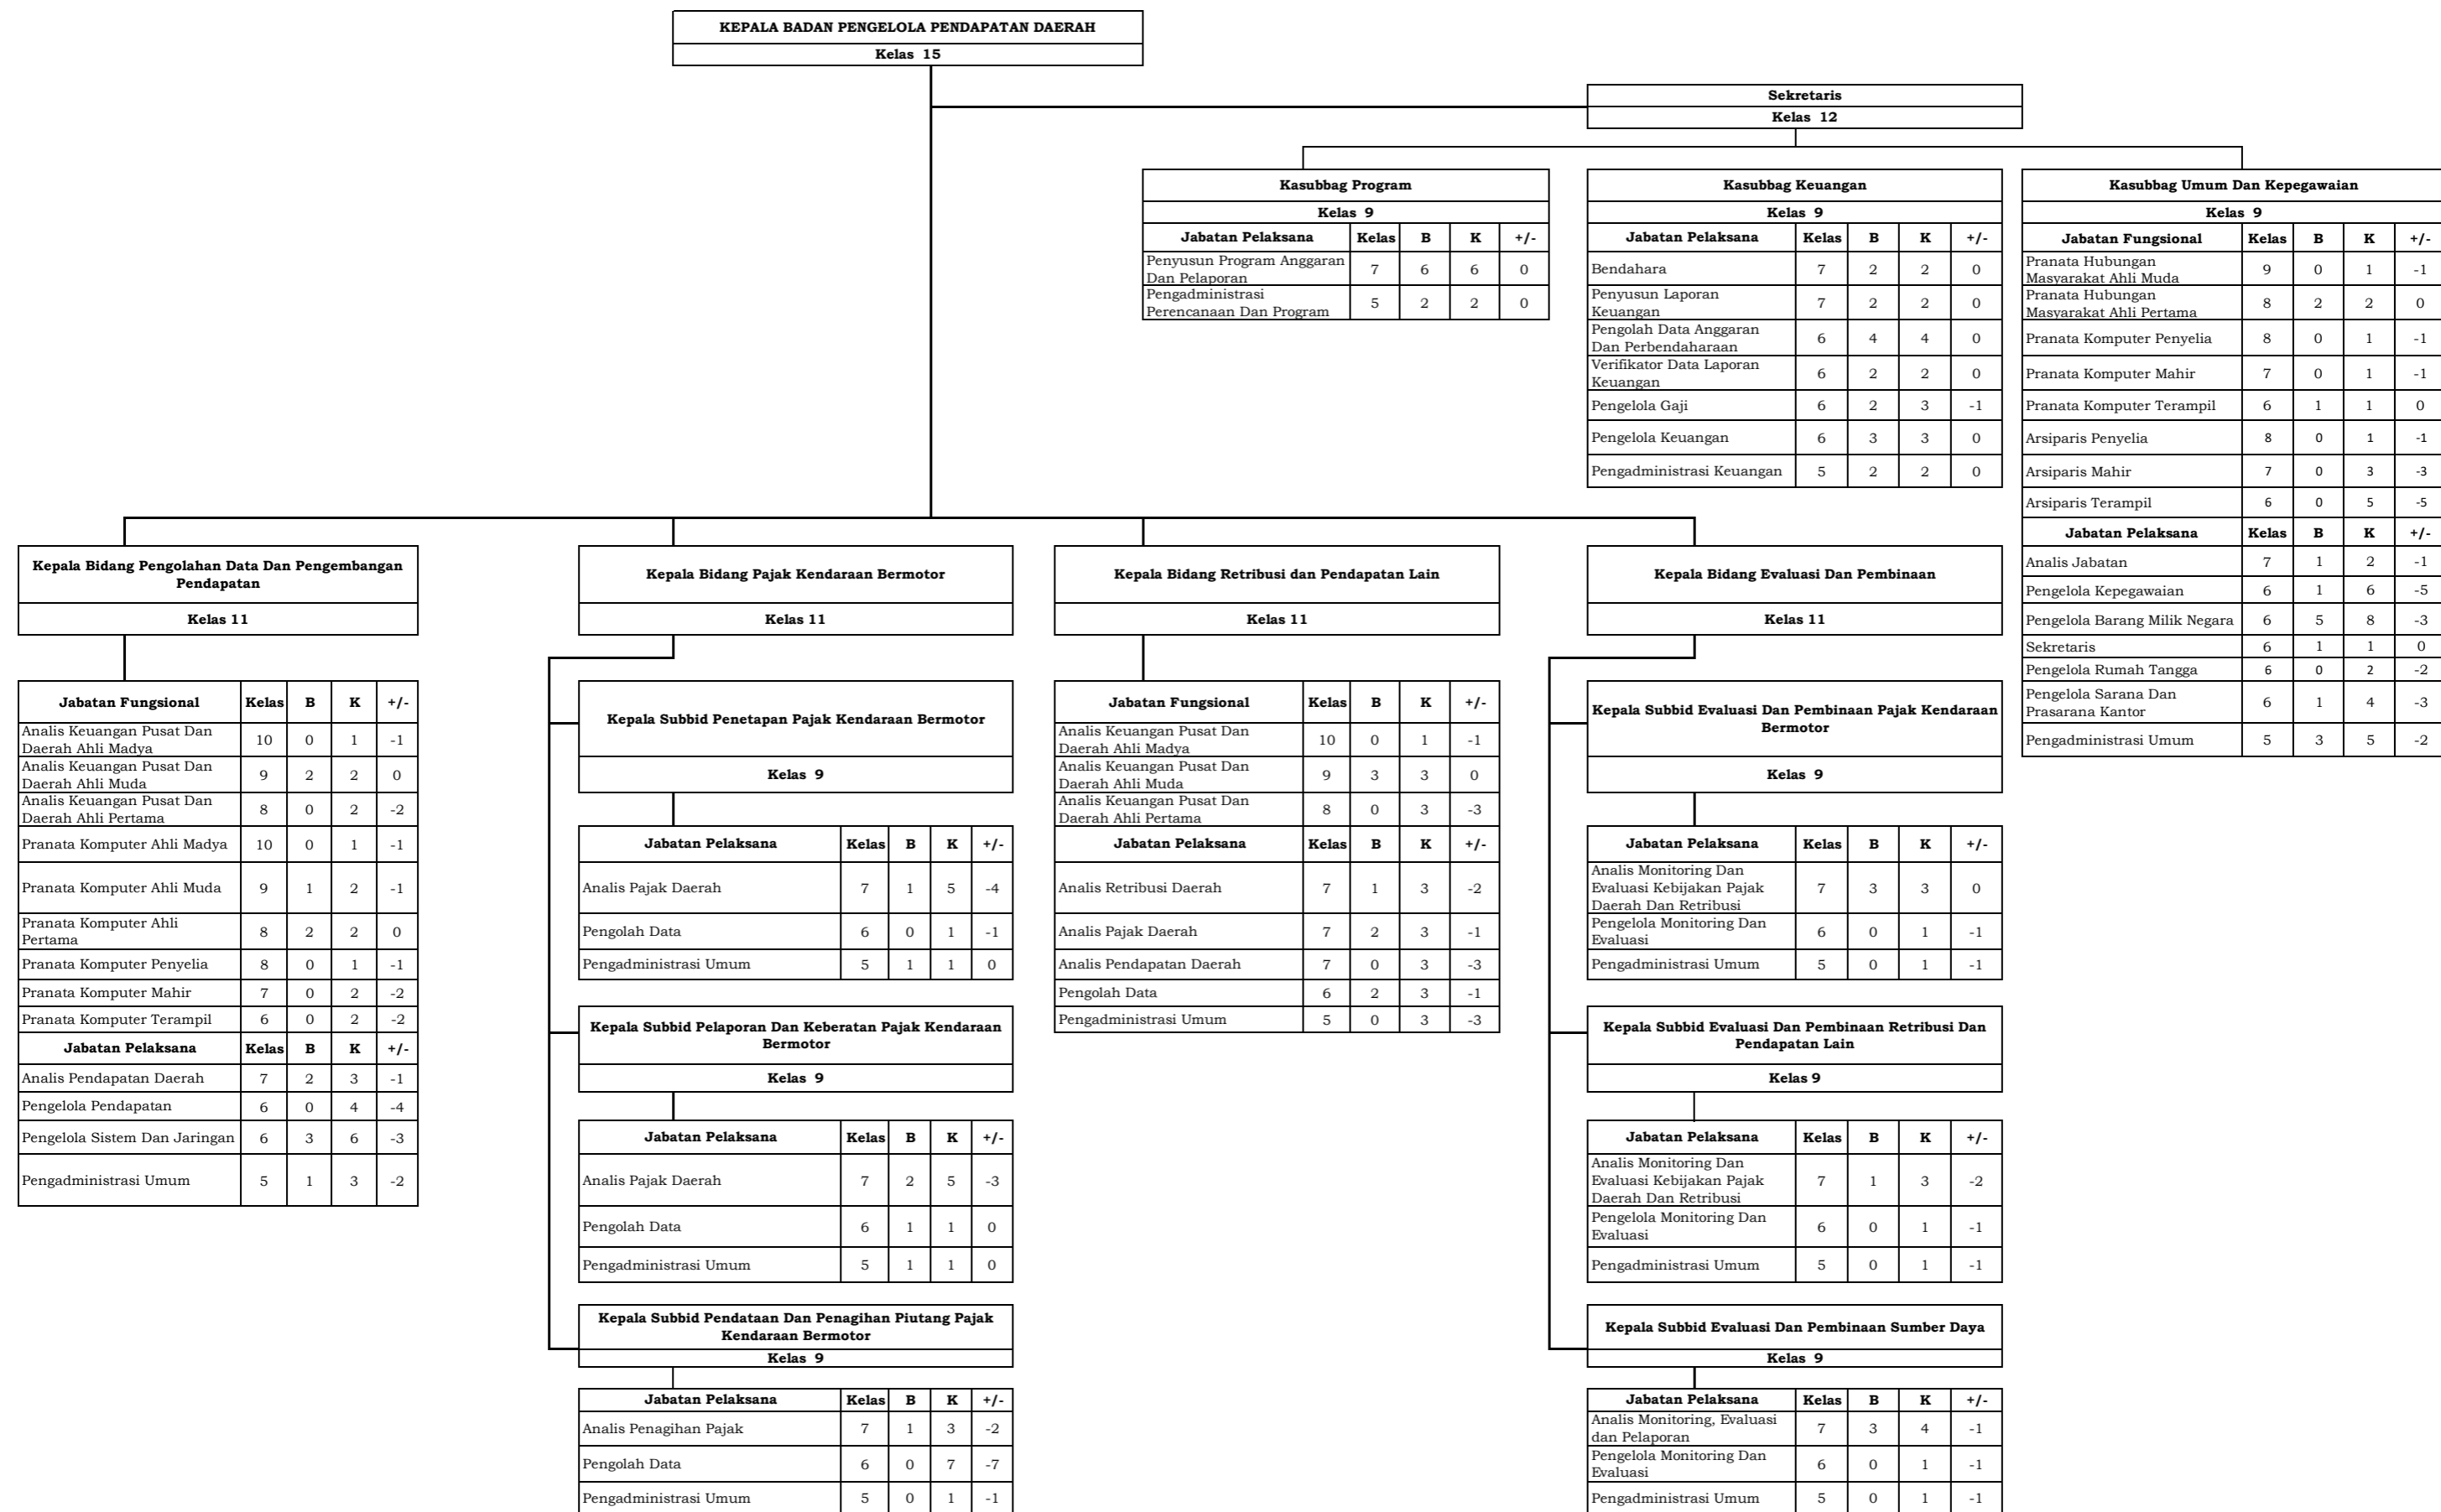 KEPALA BADAN PENGELOLA PENDAPATAN DAERAH
Kelas 15
Sekretaris
Kelas 12
Kasubbag Program
Kelas 9
Jabatan Pelaksana Kelas B K +/-
Penyusun Program Anggaran
Dan Pelaporan 7 6 6 0
Pengadministrasi
Perencanaan Dan Program 5 2 2 0
Kasubbag Keuangan
Kelas 9
Jabatan Pelaksana Kelas B K +/-
Bendahara 7 2 2 0
Penyusun Laporan
Keuangan 7 2 2 0
Pengolah Data Anggaran
Dan Perbendaharaan 6 4 4 0
Verifikator Data Laporan
Keuangan 6 2 2 0
Pengelola Gaji 6 2 3 -1
Pengelola Keuangan 6 3 3 0
Pengadministrasi Keuangan 5 2 2 0
Kasubbag Umum Dan Kepegawaian
Kelas 9
Jabatan Fungsional Kelas B K +/-
Pranata Hubungan
Masyarakat Ahli Muda 9 0 1 -1
Pranata Hubungan
Masyarakat Ahli Pertama 8 2 2 0
Pranata Komputer Penyelia 8 0 1 -1
Pranata Komputer Mahir 7 0 1 -1
Pranata Komputer Terampil 6 1 1 0
Arsiparis Penyelia 8 0 1 -1
Arsiparis Mahir 7 0 3 -3
Arsiparis Terampil 6 0 5 -5
Jabatan Pelaksana Kelas B K +/-
Analis Jabatan 7 1 2 -1
Pengelola Kepegawaian 6 1 6 -5
Pengelola Barang Milik Negara 6 5 8 -3
Sekretaris 6 1 1 0
Pengelola Rumah Tangga 6 0 2 -2
Pengelola Sarana Dan
Prasarana Kantor 6 1 4 -3
Pengadministrasi Umum 5 3 5 -2
Kepala Bidang Pengolahan Data Dan Pengembangan
Pendapatan
Kelas 11
Jabatan Fungsional Kelas B K +/-
Analis Keuangan Pusat Dan
Daerah Ahli Madya 10 0 1 -1
Analis Keuangan Pusat Dan
Daerah Ahli Muda 9 2 2 0
Analis Keuangan Pusat Dan
Daerah Ahli Pertama 8 0 2 -2
Pranata Komputer Ahli Madya 10 0 1 -1
Pranata Komputer Ahli Muda 9 1 2 -1
Pranata Komputer Ahli
Pertama 8 2 2 0
Pranata Komputer Penyelia 8 0 1 -1
Pranata Komputer Mahir 7 0 2 -2
Pranata Komputer Terampil 6 0 2 -2
Jabatan Pelaksana Kelas B K +/-
Analis Pendapatan Daerah 7 2 3 -1
Pengelola Pendapatan 6 0 4 -4
Pengelola Sistem Dan Jaringan 6 3 6 -3
Pengadministrasi Umum 5 1 3 -2
Kepala Bidang Pajak Kendaraan Bermotor
Kelas 11
Kepala Subbid Penetapan Pajak Kendaraan Bermotor
Kelas 9
Jabatan Pelaksana Kelas B K +/-
Analis Pajak Daerah 7 1 5 -4
Pengolah Data 6 0 1 -1
Pengadministrasi Umum 5 1 1 0
Kepala Subbid Pelaporan Dan Keberatan Pajak Kendaraan
Bermotor
Kelas 9
Jabatan Pelaksana Kelas B K +/-
Analis Pajak Daerah 7 2 5 -3
Pengolah Data 6 1 1 0
Pengadministrasi Umum 5 1 1 0
Kepala Subbid Pendataan Dan Penagihan Piutang Pajak
Kendaraan Bermotor
Kelas 9
Jabatan Pelaksana Kelas B K +/-
Analis Penagihan Pajak 7 1 3 -2
Pengolah Data 6 0 7 -7
Pengadministrasi Umum 5 0 1 -1
Kepala Bidang Retribusi dan Pendapatan Lain
Kelas 11
Jabatan Fungsional Kelas B K +/-
Analis Keuangan Pusat Dan
Daerah Ahli Madya 10 0 1 -1
Analis Keuangan Pusat Dan
Daerah Ahli Muda 9 3 3 0
Analis Keuangan Pusat Dan
Daerah Ahli Pertama 8 0 3 -3
Jabatan Pelaksana Kelas B K +/-
Analis Retribusi Daerah 7 1 3 -2
Analis Pajak Daerah 7 2 3 -1
Analis Pendapatan Daerah 7 0 3 -3
Pengolah Data 6 2 3 -1
Pengadministrasi Umum 5 0 3 -3
Kepala Bidang Evaluasi Dan Pembinaan
Kelas 11
Kepala Subbid Evaluasi Dan Pembinaan Pajak Kendaraan
Bermotor
Kelas 9
Jabatan Pelaksana Kelas B K +/-
Analis Monitoring Dan
Evaluasi Kebijakan Pajak
Daerah Dan Retribusi 7 3 3 0
Pengelola Monitoring Dan
Evaluasi 6 0 1 -1
Pengadministrasi Umum 5 0 1 -1
Kepala Subbid Evaluasi Dan Pembinaan Retribusi Dan
Pendapatan Lain
Kelas 9
Jabatan Pelaksana Kelas B K +/-
Analis Monitoring Dan
Evaluasi Kebijakan Pajak
Daerah Dan Retribusi 7 1 3 -2
Pengelola Monitoring Dan
Evaluasi 6 0 1 -1
Pengadministrasi Umum 5 0 1 -1
Kepala Subbid Evaluasi Dan Pembinaan Sumber Daya
Kelas 9
Jabatan Pelaksana Kelas B K +/-
Analis Monitoring, Evaluasi
dan Pelaporan 7 3 4 -1
Pengelola Monitoring Dan
Evaluasi 6 0 1 -1
Pengadministrasi Umum 5 0 1 -1